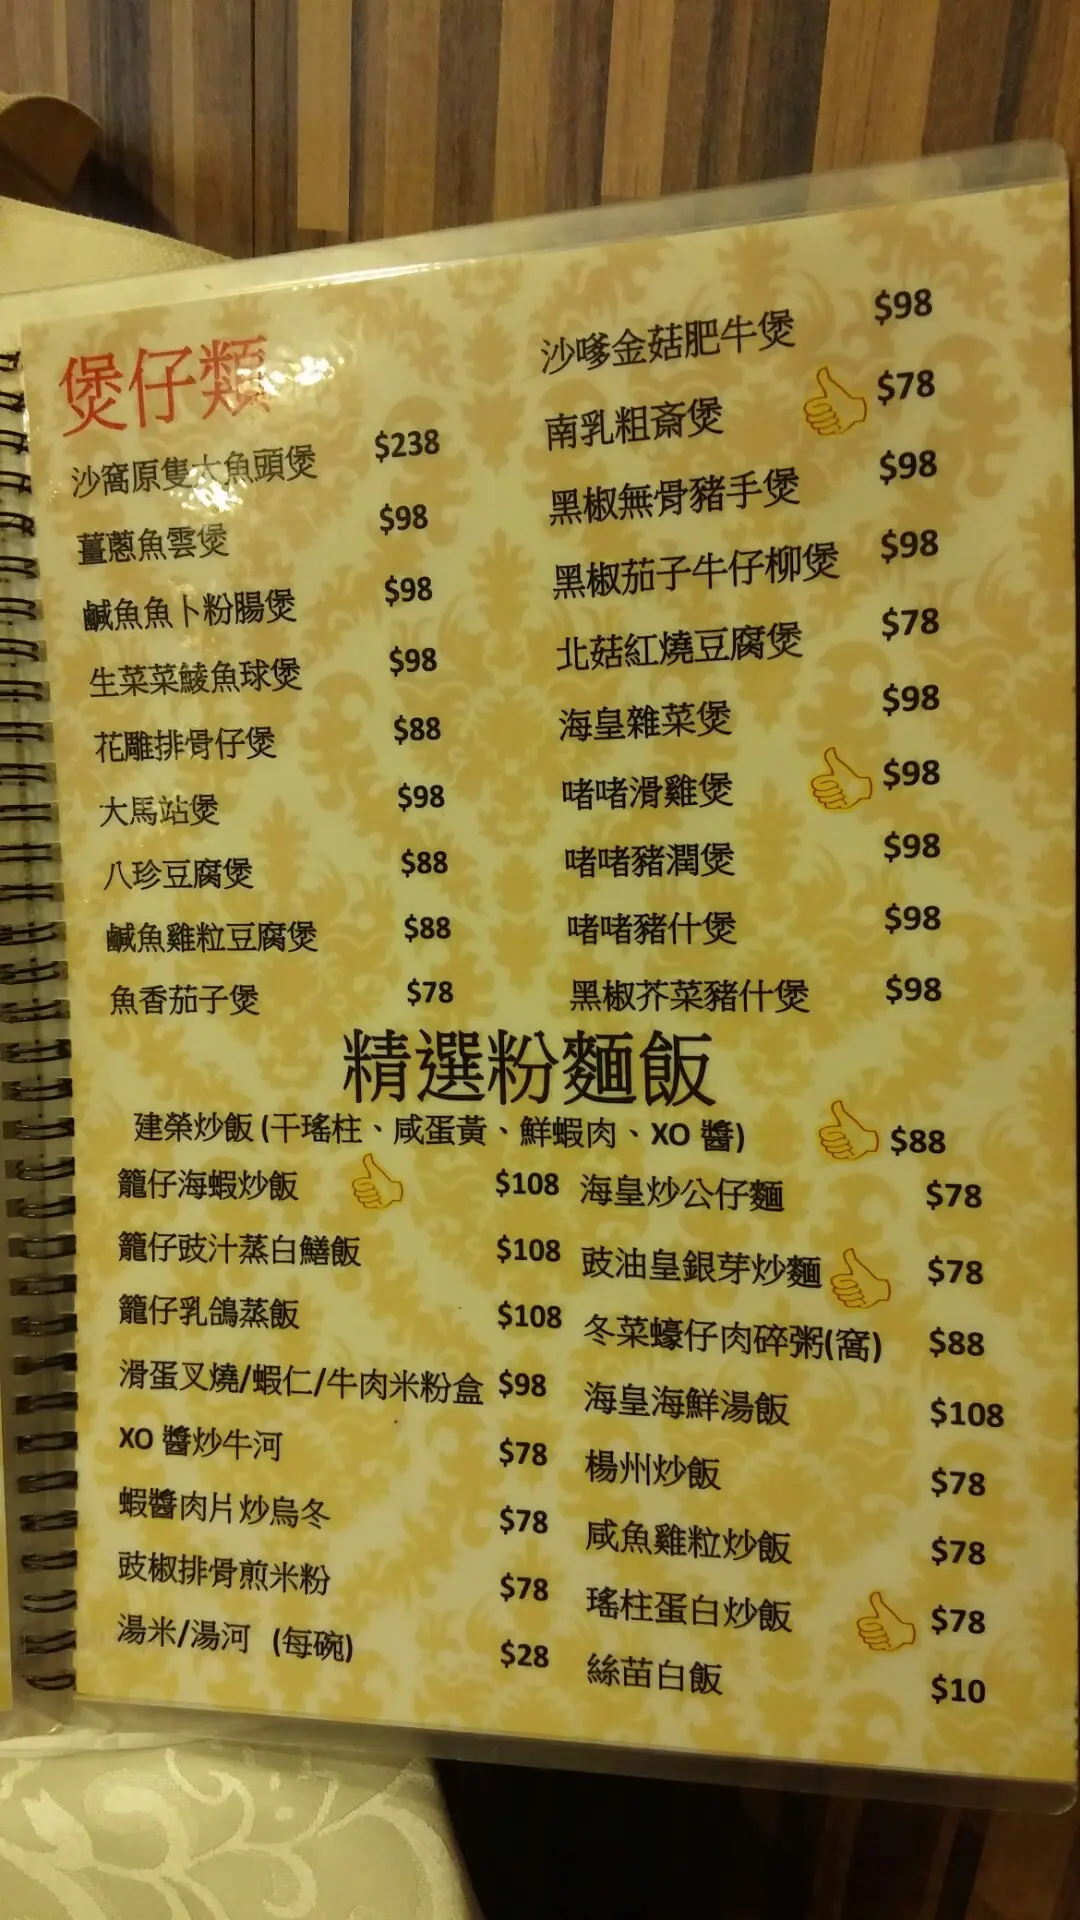 煲仔類
沙窩原隻大魚頭煲 $238
薑蔥魚雲煲 $98
鹹魚魚卜粉腸煲 $98
生菜菜鯪魚球煲 $98
花雕排骨仔煲 $88
大馬站煲 $98
八珍豆腐煲 $88
鹹魚雞粒豆腐煲 $88
魚香茄子煲 $78
沙嗲金菇肥牛煲 $98
南乳粗斎煲 $78
黑椒無骨豬手煲 $98
黑椒茄子牛仔柳煲 $98
北菇紅燒豆腐煲 $78
海皇雜菜煲 $98
啫啫滑雞煲 $98
啫啫豬潤煲 $98
啫啫豬什煲 $98
黑椒芥菜豬什煲 $98
精選粉麵飯
建榮炒飯 (干瑤柱、咸蛋黃、鮮蝦肉、XO 醬) $88
籠仔海蝦炒飯 $108
籠仔豉汁蒸白鱔飯 $108
籠仔乳鴿蒸飯 $108
滑蛋叉燒/蝦仁/牛肉米粉盒 $98
XO 醬炒牛河 $78
蝦醬肉片炒烏冬 $78
豉椒排骨煎米粉 $78
湯米/湯河 (每碗) $28
海皇炒公仔麵 $78
豉油皇銀芽炒麵 $78
冬菜蠔仔肉碎粥(窩) $88
海皇海鮮湯飯 $108
楊州炒飯 $78
咸魚雞粒炒飯 $78
瑤柱蛋白炒飯 $78
絲苗白飯 $10